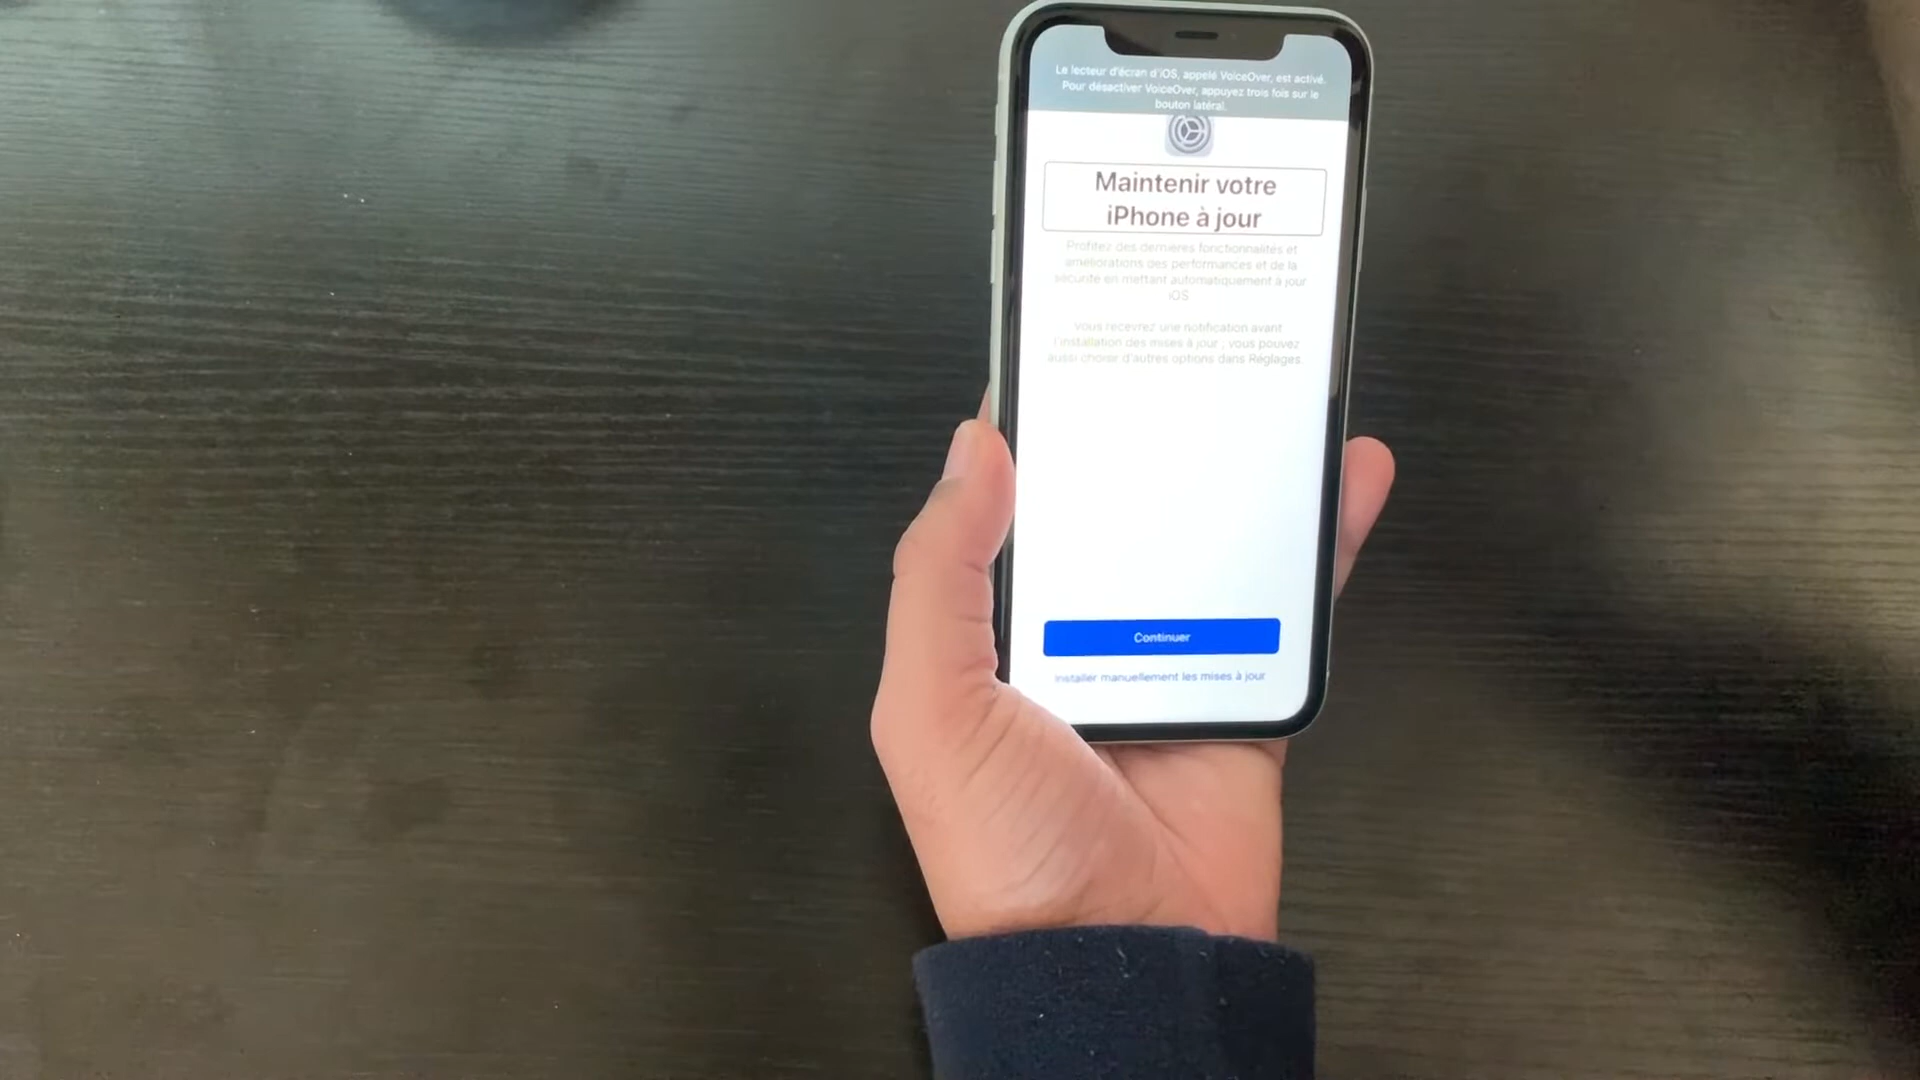 Le lecteur d'écran d'iOS, appelé VoiceOver, est activé.
Pour désactiver VoiceOver, appuyez trois fois sur le
bouton latéral.
Maintenir votre
iPhone à jour
Profitez des dernières fonctionnalités et
améliorations des performances et de la
sécurité en mettant automatiquement à jour
iOS
Vous recevrez une notification avant
l'installation des mises à jour ; vous pouvez
aussi choisir d'autres options dans Réglages.
Continuer
Installer manuellement les mises à jour